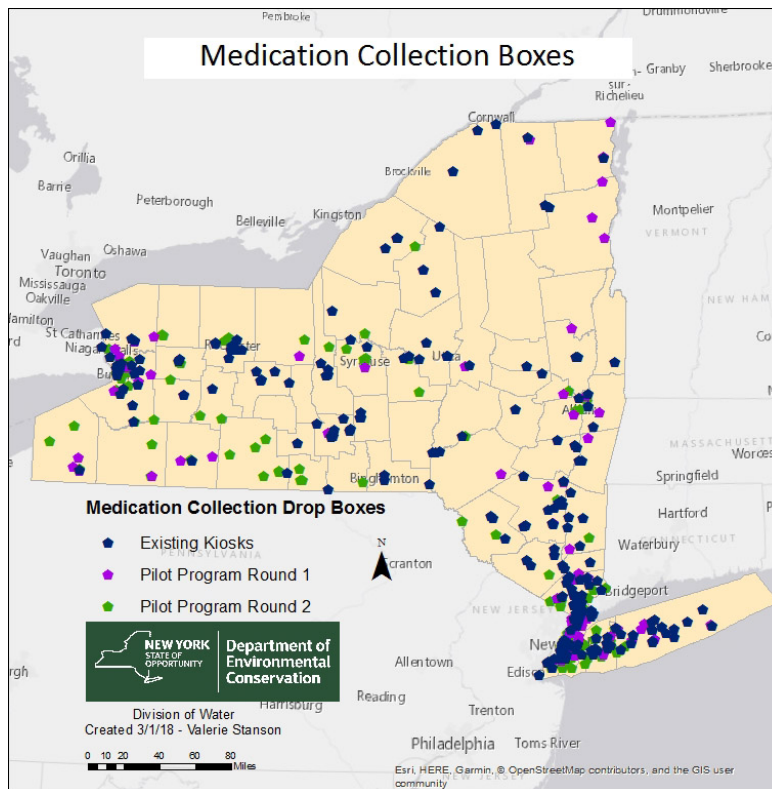 Pembroke
Drummondville
Medication Collection Boxes
Granby
Sherbrooke
sur-
Richelieu
Cornwall
Orillia
Barrie
Brockville
Peterborough
Kingston
Belleville
Montpelier
VERMONT
Vaughan
Oshawa
Toronto
Mississauga
Oakville
NEW HAM
Hamilton
St Catharines
Niagara Falls
Rochester
Syracuse
Utica
MASSACHUSETT
Worces
Binghamton
Springfield
Medication Collection Drop Boxes
Hartford
CONNECTICUT
Existing Kiosks
PENNSYLVANIA
N
Waterbury
Pilot Program Round 1
Scranton
Bridgeport
Pilot Program Round 2
NEW JERSEY
NEW YORK
STATE OF
OPPORTUNITY
Department of
Environmental
Conservation
New
Allentown
Edison
Reading
Harrisburg
Division of Water
Trenton
Created 3/1/18 - Valerie Stanson
Philadelphia
Toms River
0 10 20 40 60 80
Miles
Esri, HERE, Garmin, © OpenStreetMap contributors, and the GIS user
community